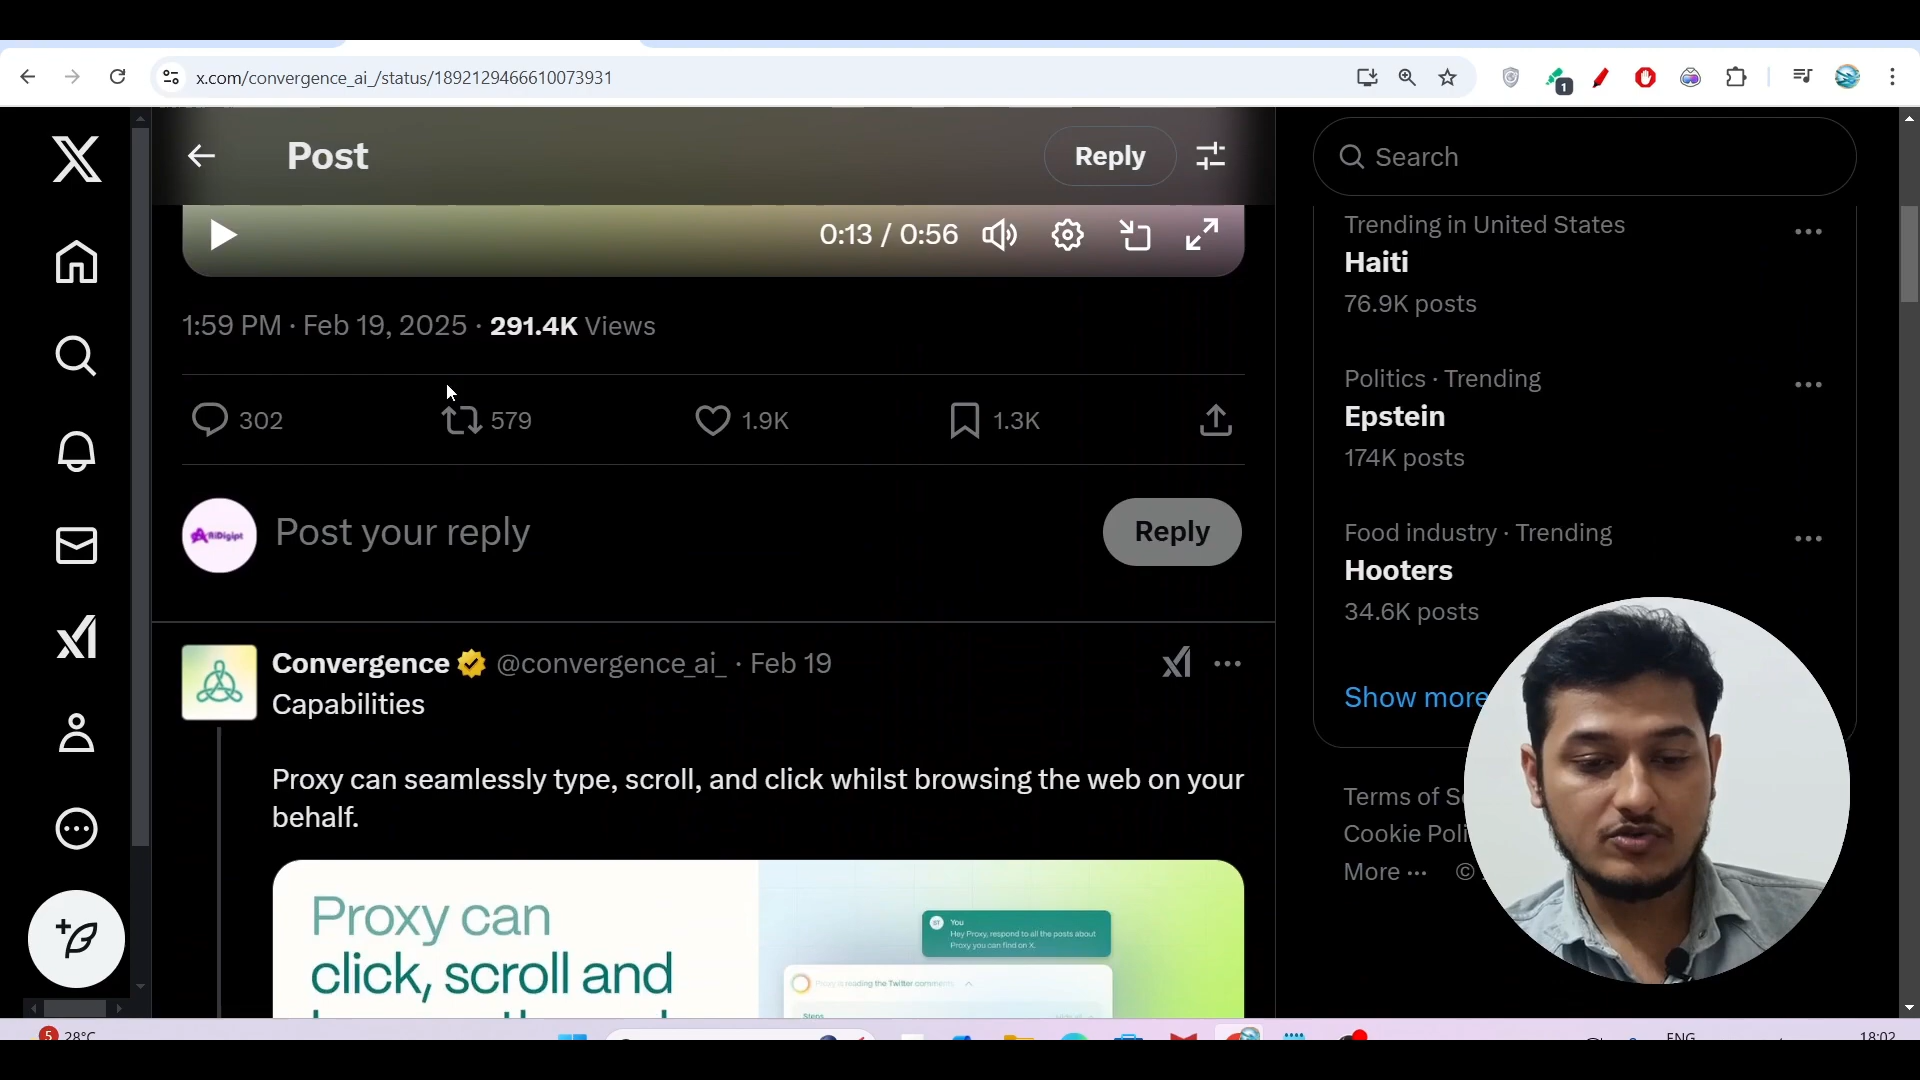 x.com/convergence_ai_/status/1892129466610073931
1
Post
Reply
Search
0:13 / 0:56
1:59 PM · Feb 19, 2025 · 291.4K Views
302
579
1.9K
1.3K
Post your reply
Reply
AiDigipt
Convergence @convergence_ai_ · Feb 19
Capabilities
Proxy can seamlessly type, scroll, and click whilst browsing the web on your
behalf.
Proxy can
click, scroll and
You
Hey Proxy, respond to all the posts about
Proxy you can find on X.
Proxy is reading the Twitter comments
Steps
Trending in United States
Haiti
76.9K posts
Politics · Trending
Epstein
174K posts
Food industry · Trending
Hooters
34.6K posts
Show more
Terms of S
Cookie Poli
More ··· ©
5
28°C
ENG
18:02